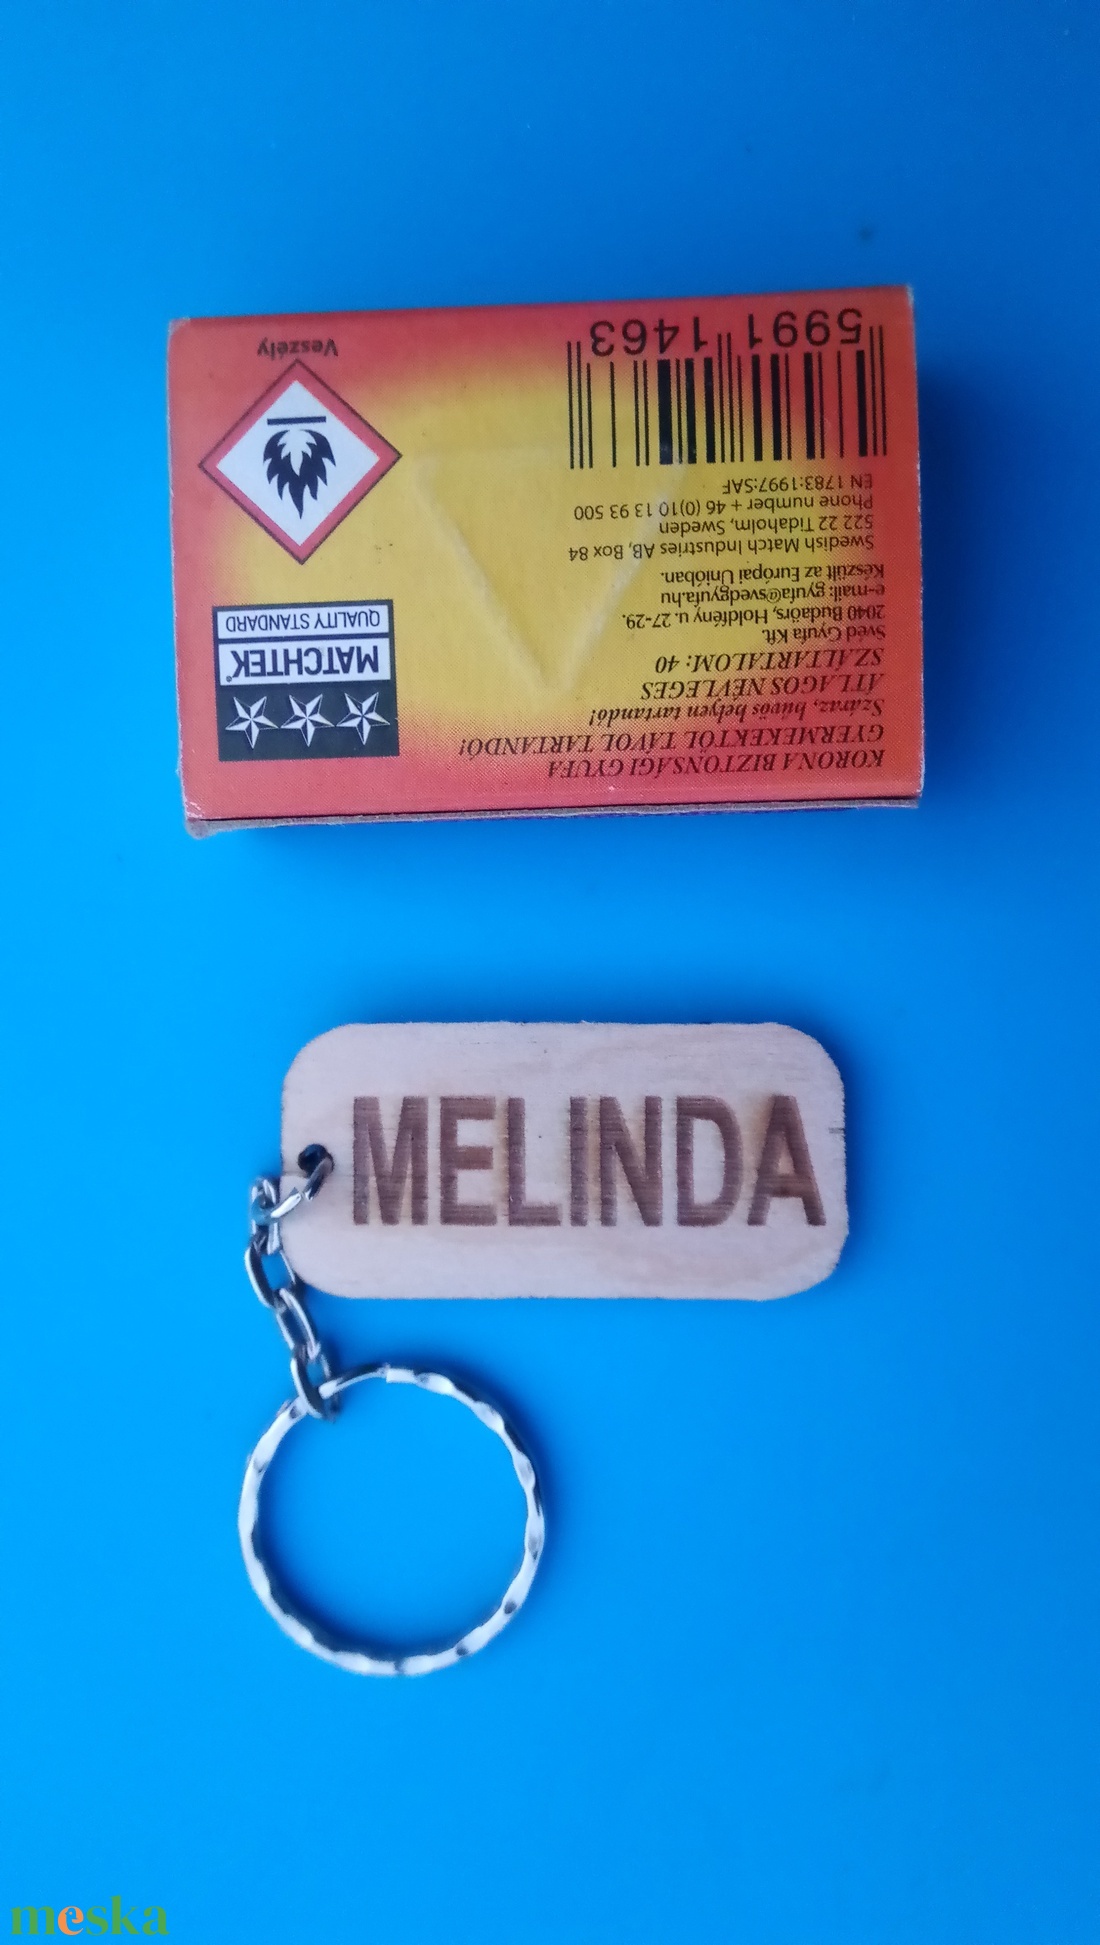 KORONA BIZTONSÁGI GYUFA
GYERMEKEKTŐL TÁVOL TARTANDÓ!
Száraz, hűvös helyen tartandó!
ÁTLAGOS NÉVLEGES
SZÁLTARTALOM: 40
Svéd Gyufa Kft.
2040 Budaörs, Holdfény u. 27-29.
e-mail: gyufa@svedgyufa.hu
Készült az Európai Unióban.
Swedish Match Industries AB, Box 84
522 22 Tidaholm, Sweden
Phone number + 46 (0)10 13 93 500
EN 1783:1997:SAF
5991 1463
MATCHTEK
QUALITY STANDARD
Veszély
MELINDA
meska